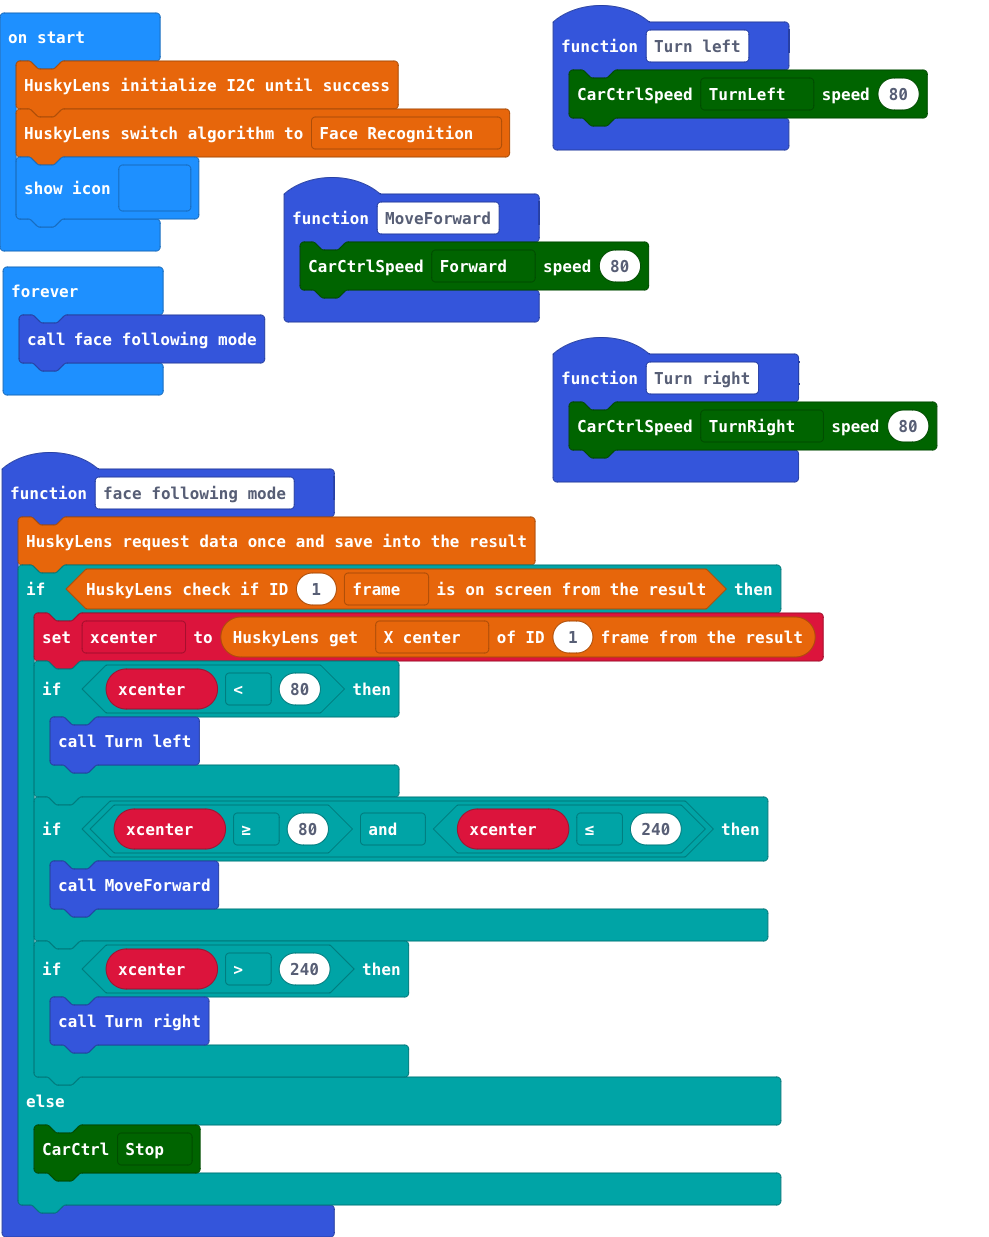 on start
HuskyLens initialize I2C until success
HuskyLens switch algorithm to Face Recognition
show icon
forever
call face following mode
function Turn left
CarCtrlSpeed TurnLeft speed 80
function MoveForward
CarCtrlSpeed Forward speed 80
function Turn right
CarCtrlSpeed TurnRight speed 80
function face following mode
HuskyLens request data once and save into the result
if HuskyLens check if ID 1 frame is on screen from the result then
set xcenter to HuskyLens get X center of ID 1 frame from the result
if xcenter < 80 then
call Turn left
if xcenter ≥ 80 and xcenter ≤ 240 then
call MoveForward
if xcenter > 240 then
call Turn right
else
CarCtrl Stop